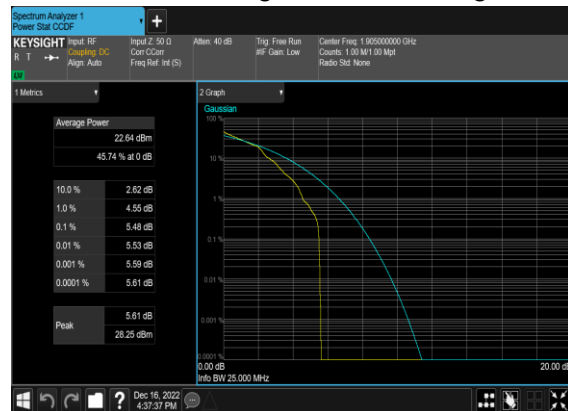 Spectrum Analyzer 1
Power Stat CCDF
KEYSIGHT
R T
LW
Input: RF
Coupling: DC
Align: Auto
Input Z: 50 Ω
Corr CCorr
Freq Ref: Int (S)
Atten: 40 dB
Trig: Free Run
#IF Gain: Low
Center Freq: 1.905000000 GHz
Counts: 1.00 M/1.00 Mpt
Radio Std: None
1 Metrics
Average Power
22.64 dBm
45.74 % at 0 dB
10.0 % 2.62 dB
1.0 % 4.55 dB
0.1 % 5.48 dB
0.01 % 5.53 dB
0.001 % 5.59 dB
0.0001 % 5.61 dB
Peak
5.61 dB
28.25 dBm
2 Graph
Gaussian
100 %
10 %
1 %
0.1 %
0.01 %
0.001 %
0.0001 %
0.00 dB 20.00 dB
Info BW 25.000 MHz
? Dec 16, 2022
4:37:37 PM